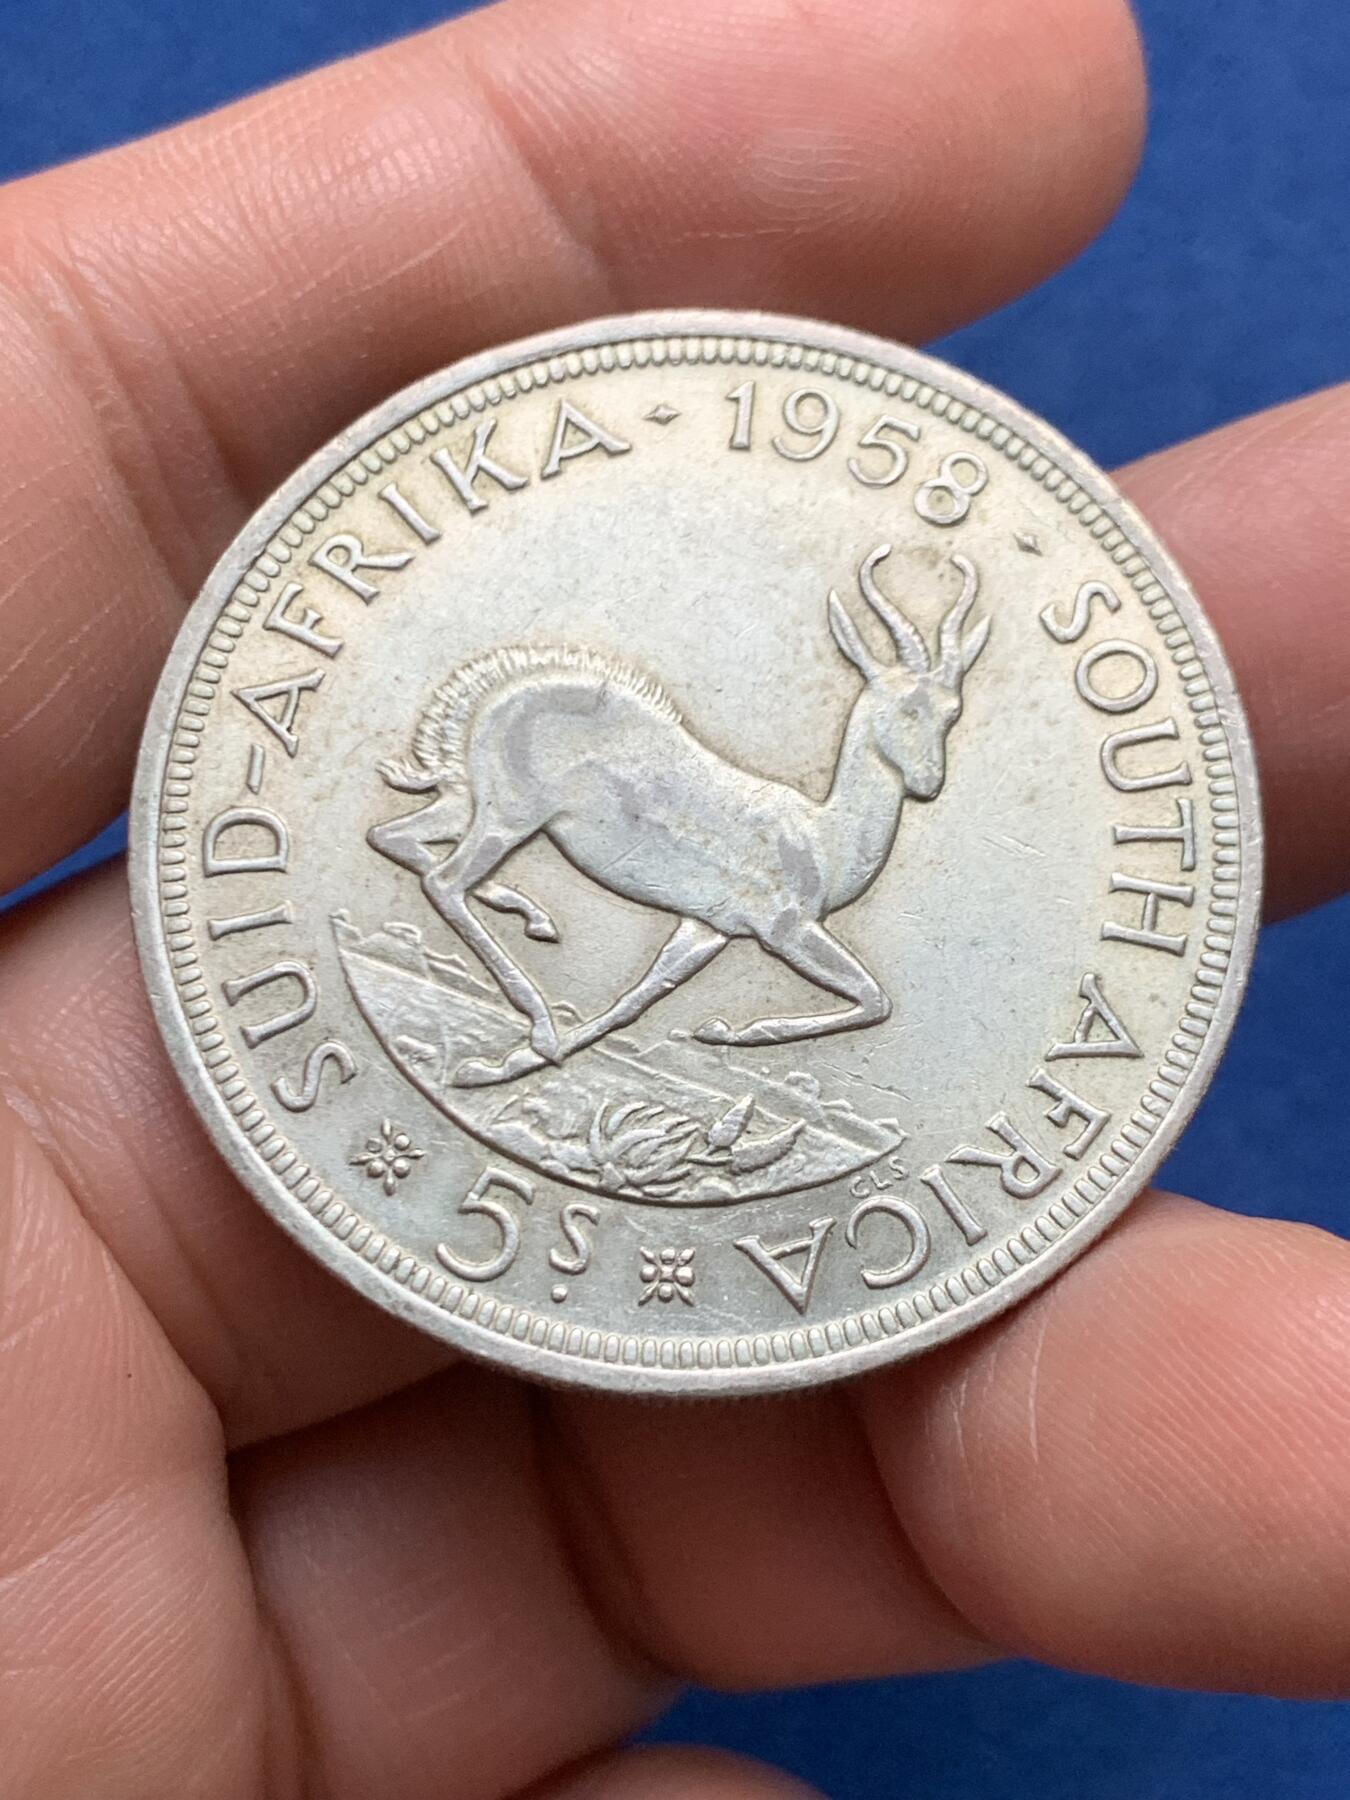 SUID-AFRIKA · 1958 · SOUTH AFRICA
5s
CLS